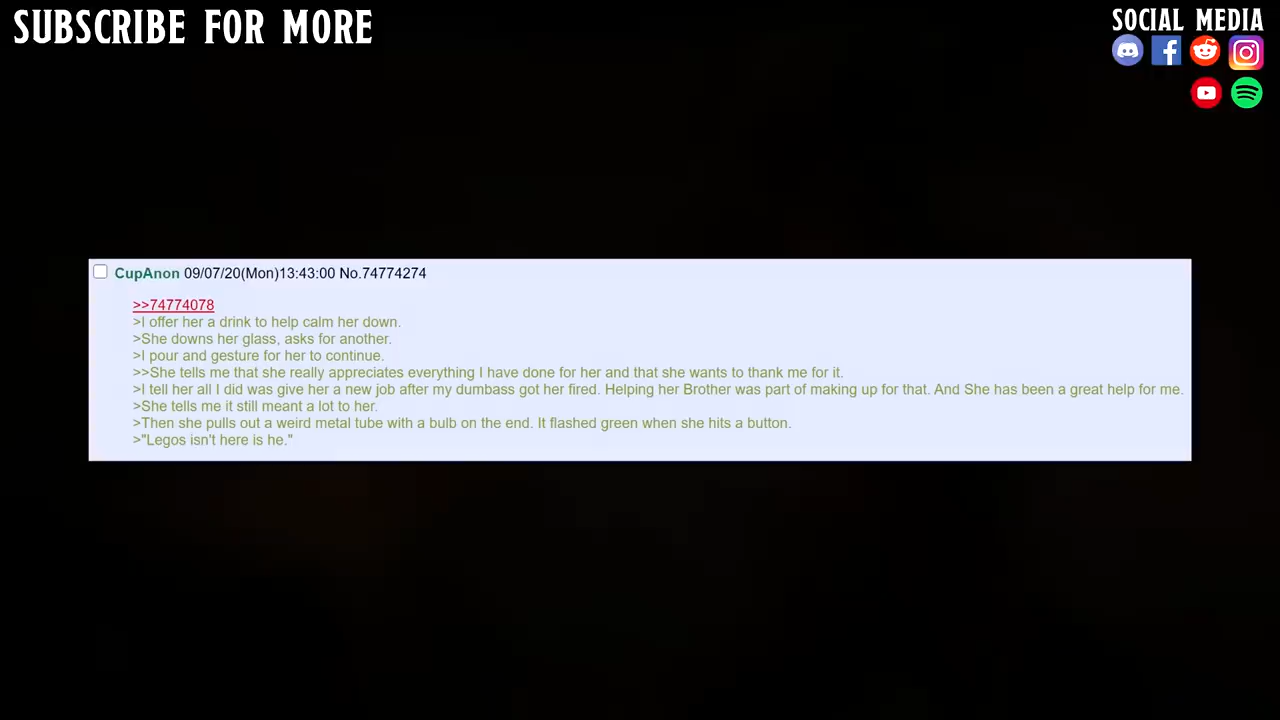 SUBSCRIBE FOR MORE
SOCIAL MEDIA
CupAnon 09/07/20(Mon)13:43:00 No.74774274
>>74774078
>I offer her a drink to help calm her down.
>She downs her glass, asks for another.
>I pour and gesture for her to continue.
>>She tells me that she really appreciates everything I have done for her and that she wants to thank me for it.
>I tell her all I did was give her a new job after my dumbass got her fired. Helping her Brother was part of making up for that. And She has been a great help for me.
>She tells me it still meant a lot to her.
>Then she pulls out a weird metal tube with a bulb on the end. It flashed green when she hits a button.
>"Legos isn't here is he."